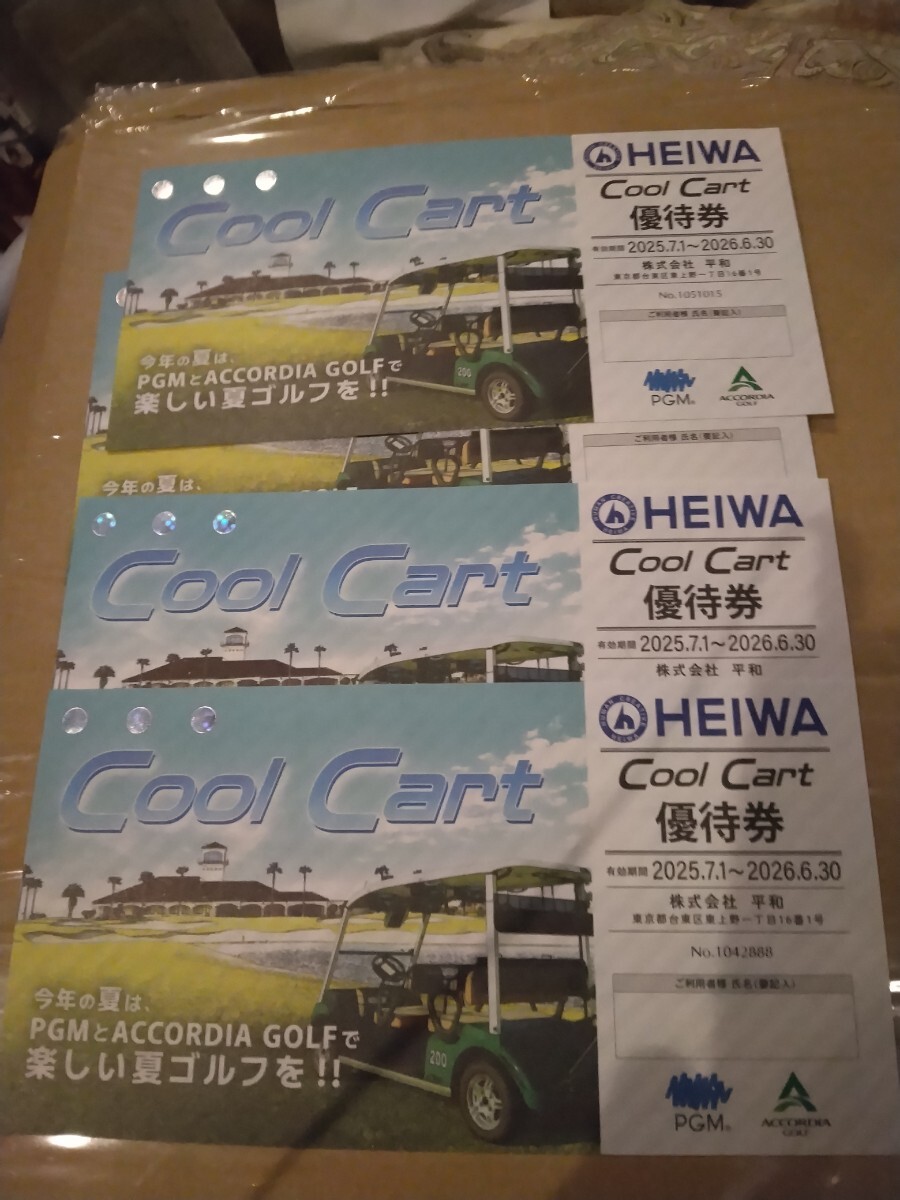 Cool Cart
今年の夏は、
PGMとACCORDIA GOLFで
楽しい夏ゴルフを!!
200
HEIWA
Cool Cart
優待券
有効期間 2025.7.1~2026.6.30
株式会社 平和
東京都台東区東上野一丁目16番1号
No.1051015
ご利用者様 氏名(要記入)
PGM
ACCORDIA
GOLF
今年の夏は、
ご利用者様 氏名(要記入)
Cool Cart
HEIWA
Cool Cart
優待券
有効期間 2025.7.1~2026.6.30
株式会社 平和
Cool Cart
今年の夏は、
PGMとACCORDIA GOLFで
楽しい夏ゴルフを!!
200
HEIWA
Cool Cart
優待券
有効期間 2025.7.1~2026.6.30
株式会社 平和
東京都台東区東上野一丁目16番1号
No.1042888
ご利用者様 氏名(要記入)
PGM
ACCORDIA
GOLF